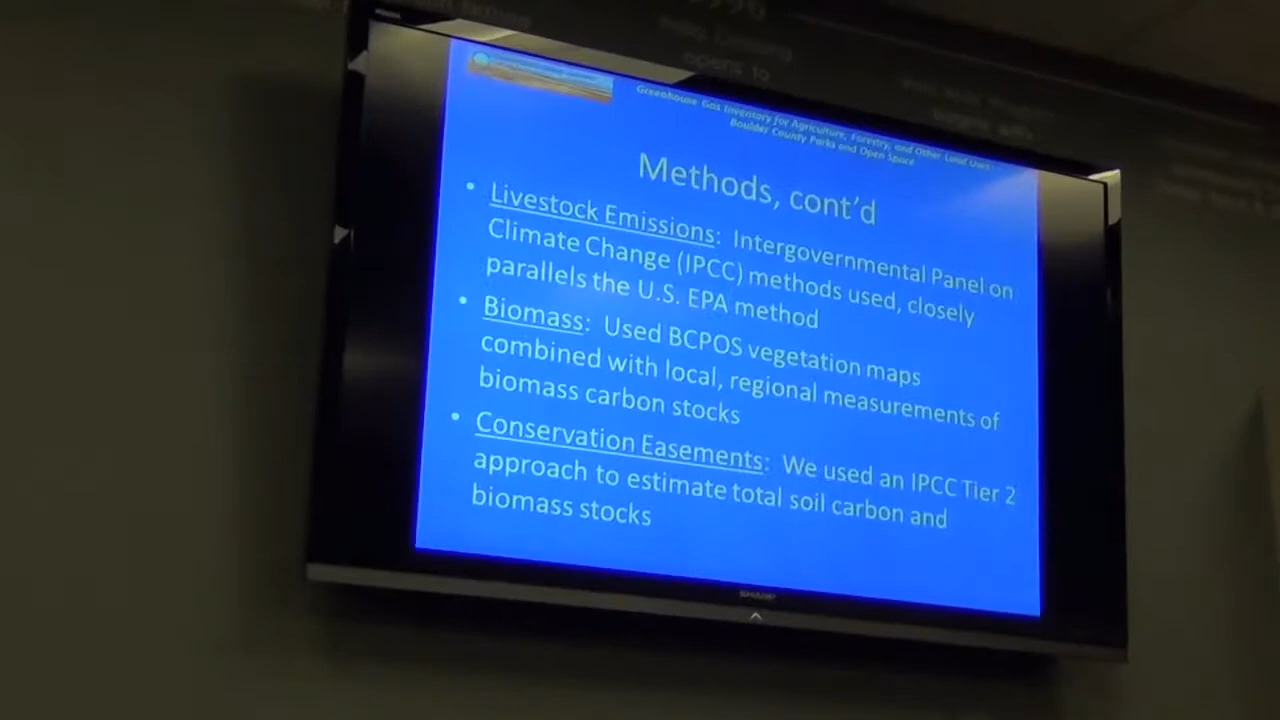 Greenhouse Gas Inventory for Agriculture, Forestry, and Other Land Uses:
Boulder County Parks and Open Space
Methods, cont'd
• Livestock Emissions: Intergovernmental Panel on
Climate Change (IPCC) methods used, closely
parallels the U.S. EPA method
• Biomass: Used BCPOS vegetation maps
combined with local, regional measurements of
biomass carbon stocks
• Conservation Easements: We used an IPCC Tier 2
approach to estimate total soil carbon and
biomass stocks
SHARP
opens to